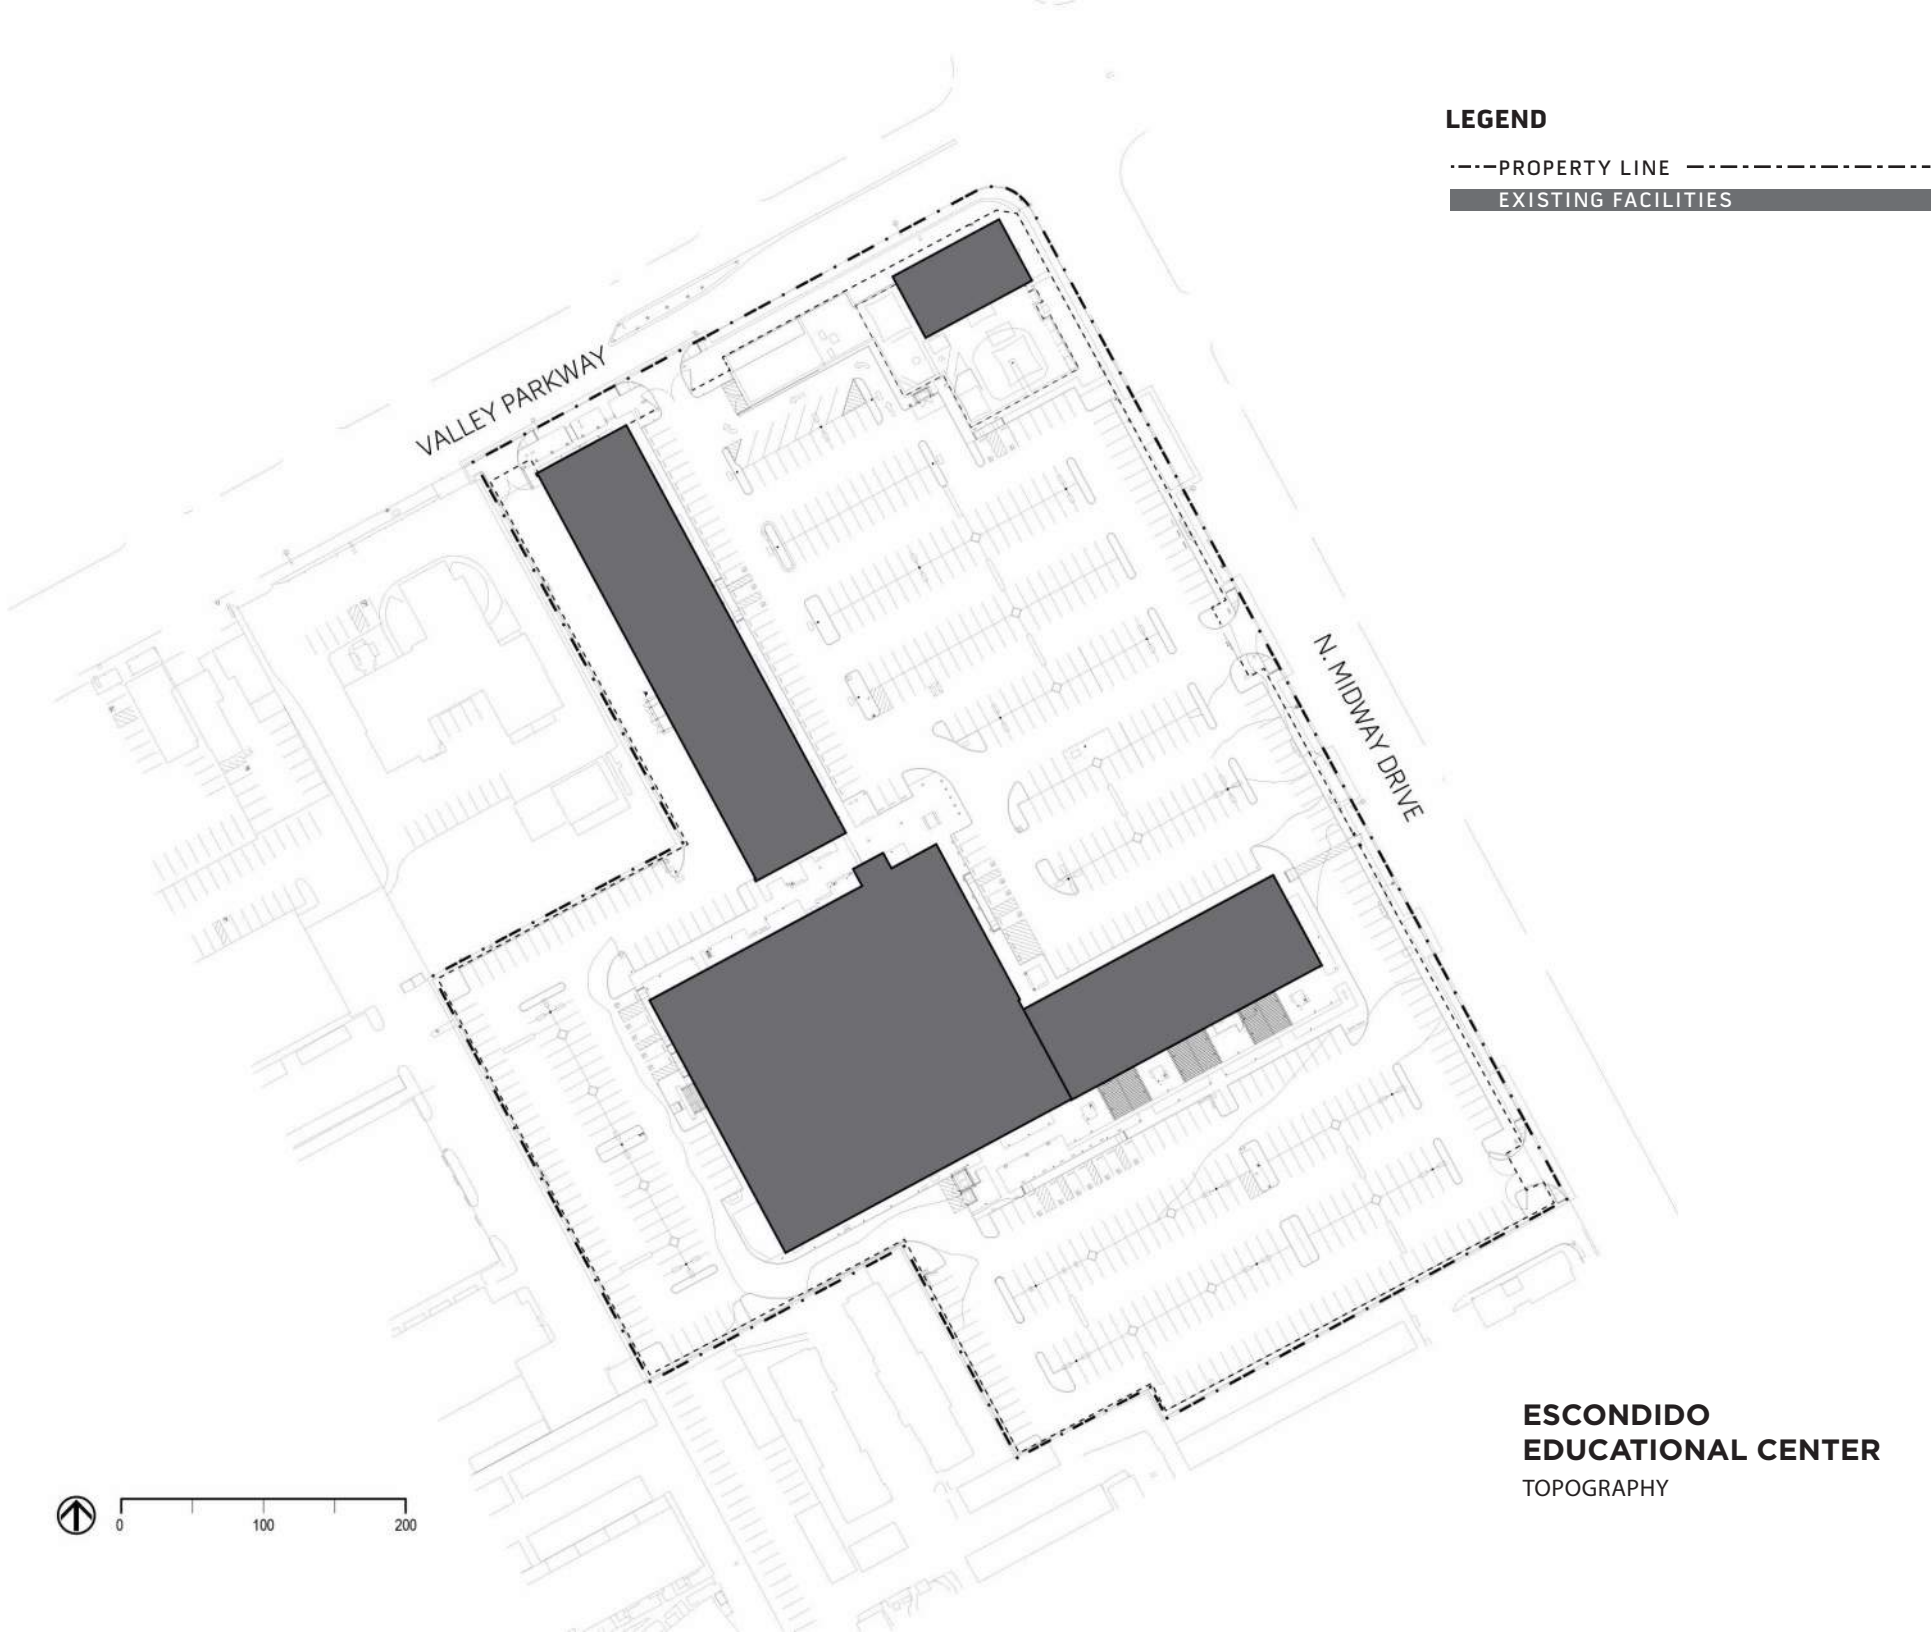 LEGEND
PROPERTY LINE
EXISTING FACILITIES
VALLEY PARKWAY
N. MIDWAY DRIVE
ESCONDIDO
EDUCATIONAL CENTER
TOPOGRAPHY
0 100 200